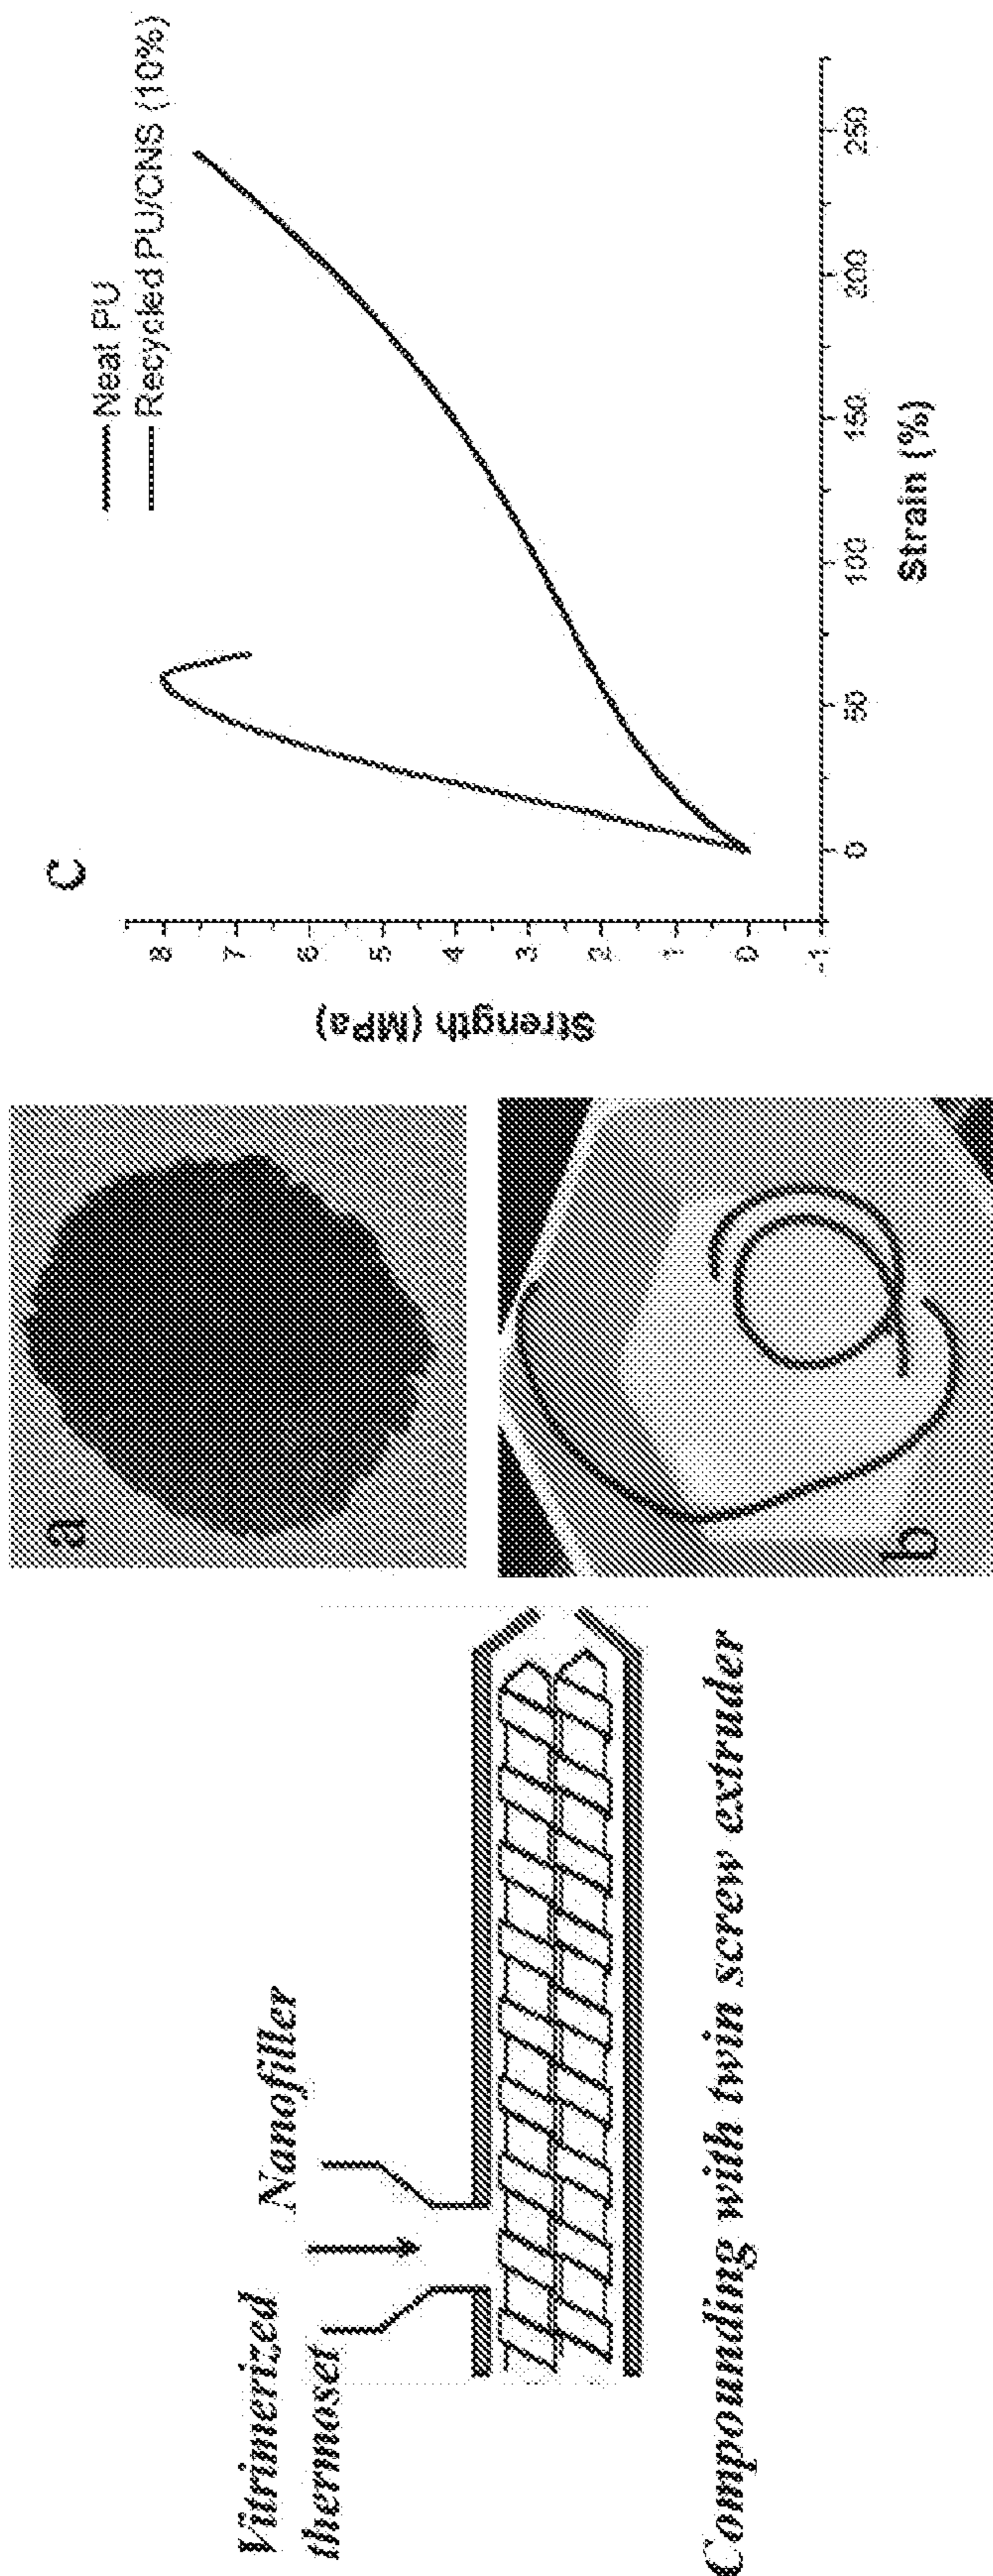 Vitrimerized
thermoset
Nanofiller
Compounding with twin screw extruder
a
b
C
Neat PU
Recycled PU/CNS (10%)
Strength (MPa)
8
7
6
5
4
3
2
1
0
-1
0
50
100
150
200
250
Strain (%)